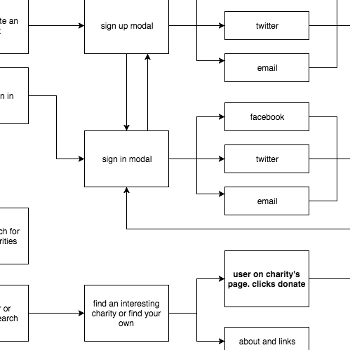 te an
sign up modal
twitter
email
n in
facebook
sign in modal
twitter
email
ch for
rities
user on charity's
page. clicks donate
r or
earch
find an interesting
charity or find your
own
about and links